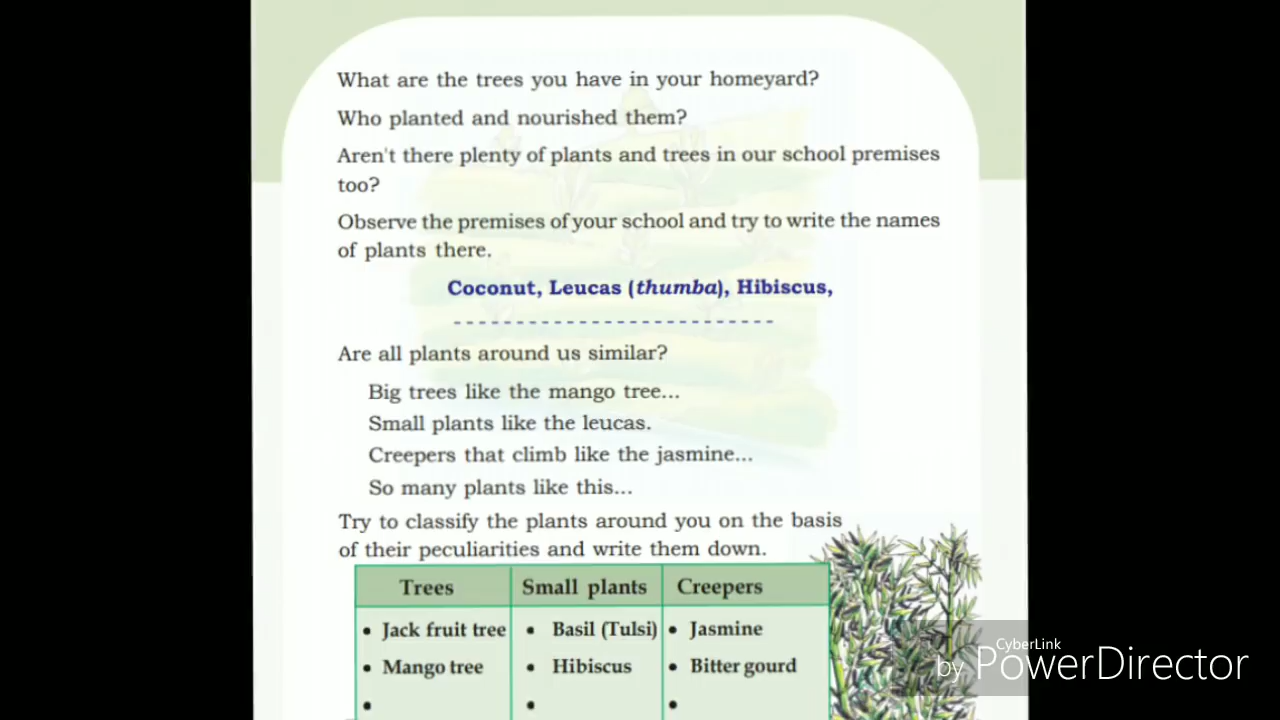 What are the trees you have in your homeyard?
Who planted and nourished them?
Aren't there plenty of plants and trees in our school premises
too?
Observe the premises of your school and try to write the names
of plants there.
Coconut, Leucas (thumba), Hibiscus,
Are all plants around us similar?
Big trees like the mango tree...
Small plants like the leucas.
Creepers that climb like the jasmine...
So many plants like this...
Try to classify the plants around you on the basis
of their peculiarities and write them down.
Trees Small plants Creepers
• Jack fruit tree • Basil (Tulsi) • Jasmine
• Mango tree • Hibiscus • Bitter gourd
• • •
CyberLink
by PowerDirector